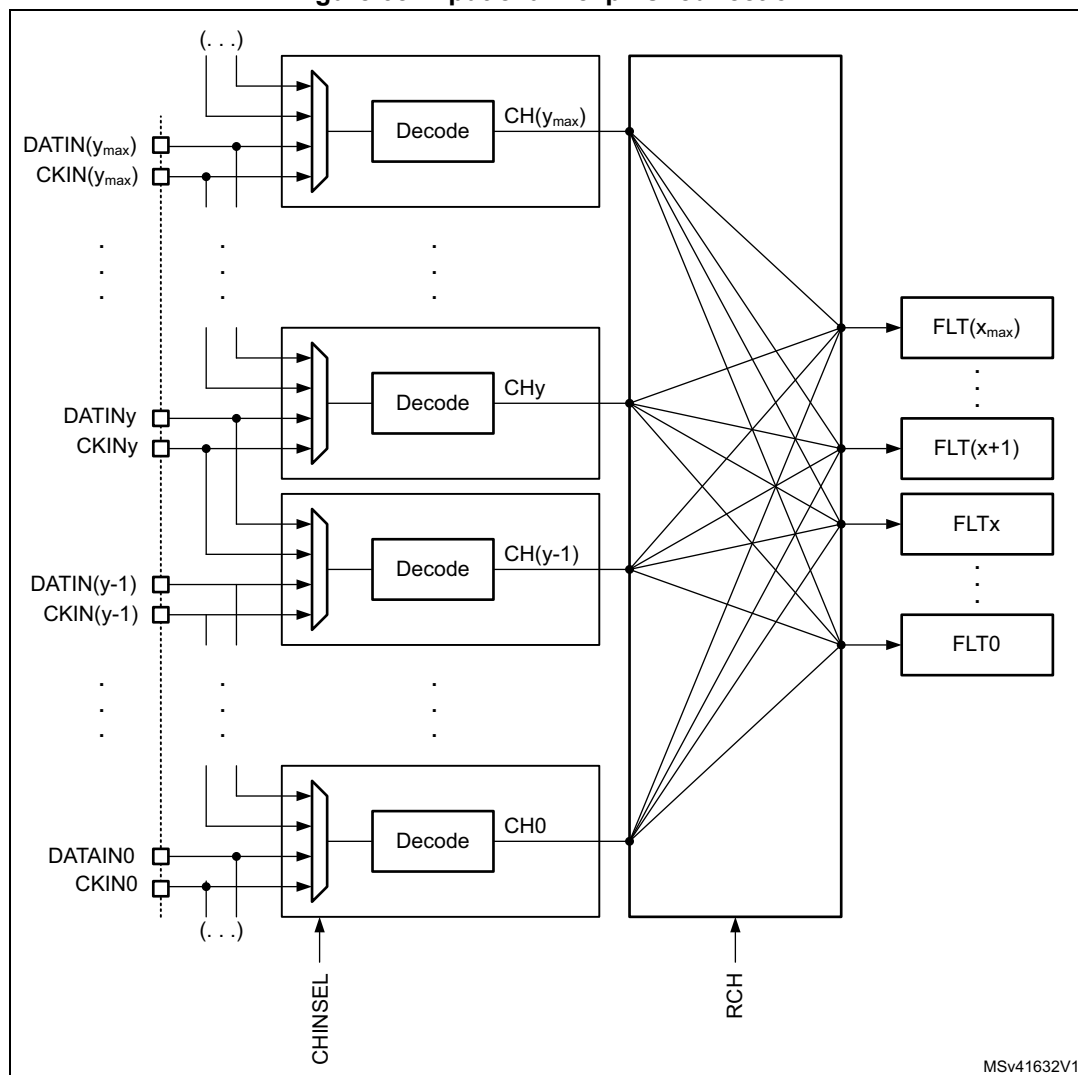 (. . .)
DATIN(ymax)
CKIN(ymax)
Decode
CH(ymax)
FLT(xmax)
DATINy
CKINy
Decode
CHy
FLT(x+1)
FLTx
DATIN(y-1)
CKIN(y-1)
Decode
CH(y-1)
FLT0
DATAIN0
CKIN0
Decode
CH0
(. . .)
CHINSEL
RCH
MSv41632V1